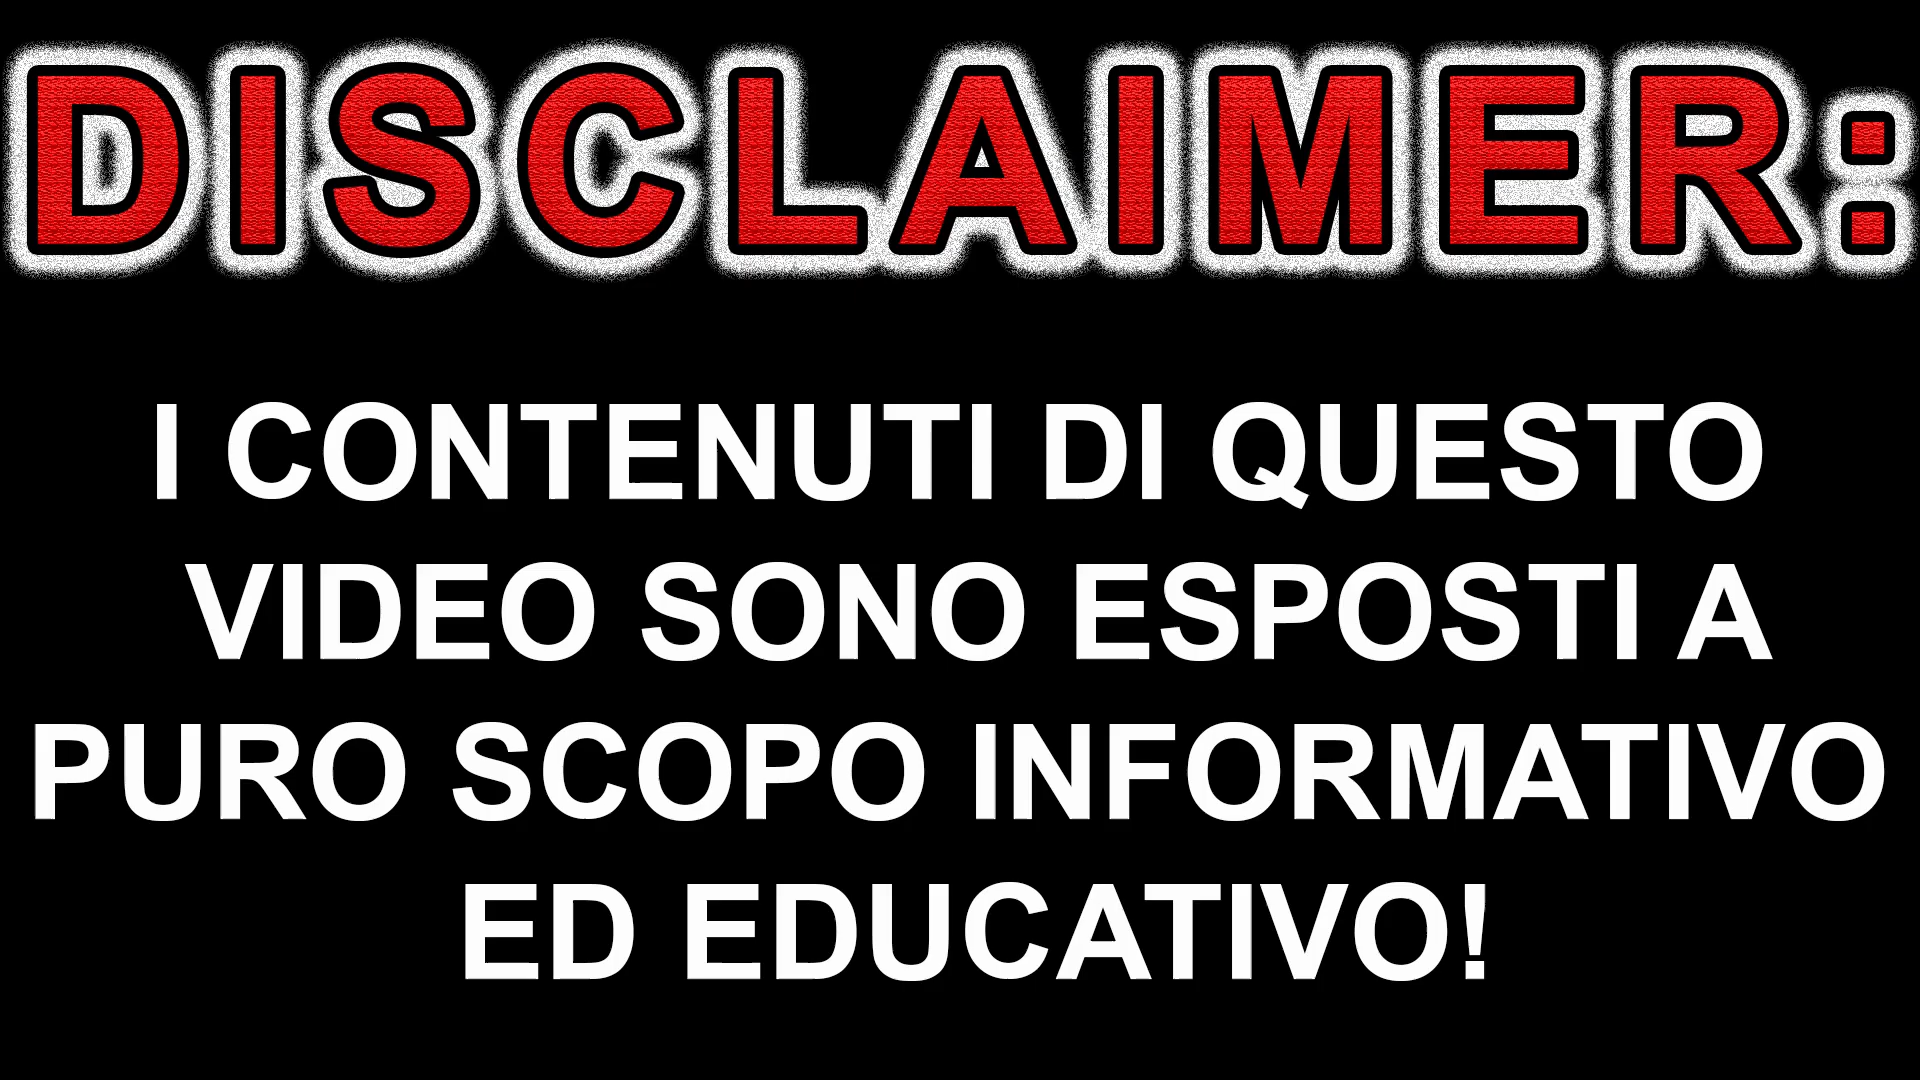 DISCLAIMER:
I CONTENUTI DI QUESTO
VIDEO SONO ESPOSTI A
PURO SCOPO INFORMATIVO
ED EDUCATIVO!